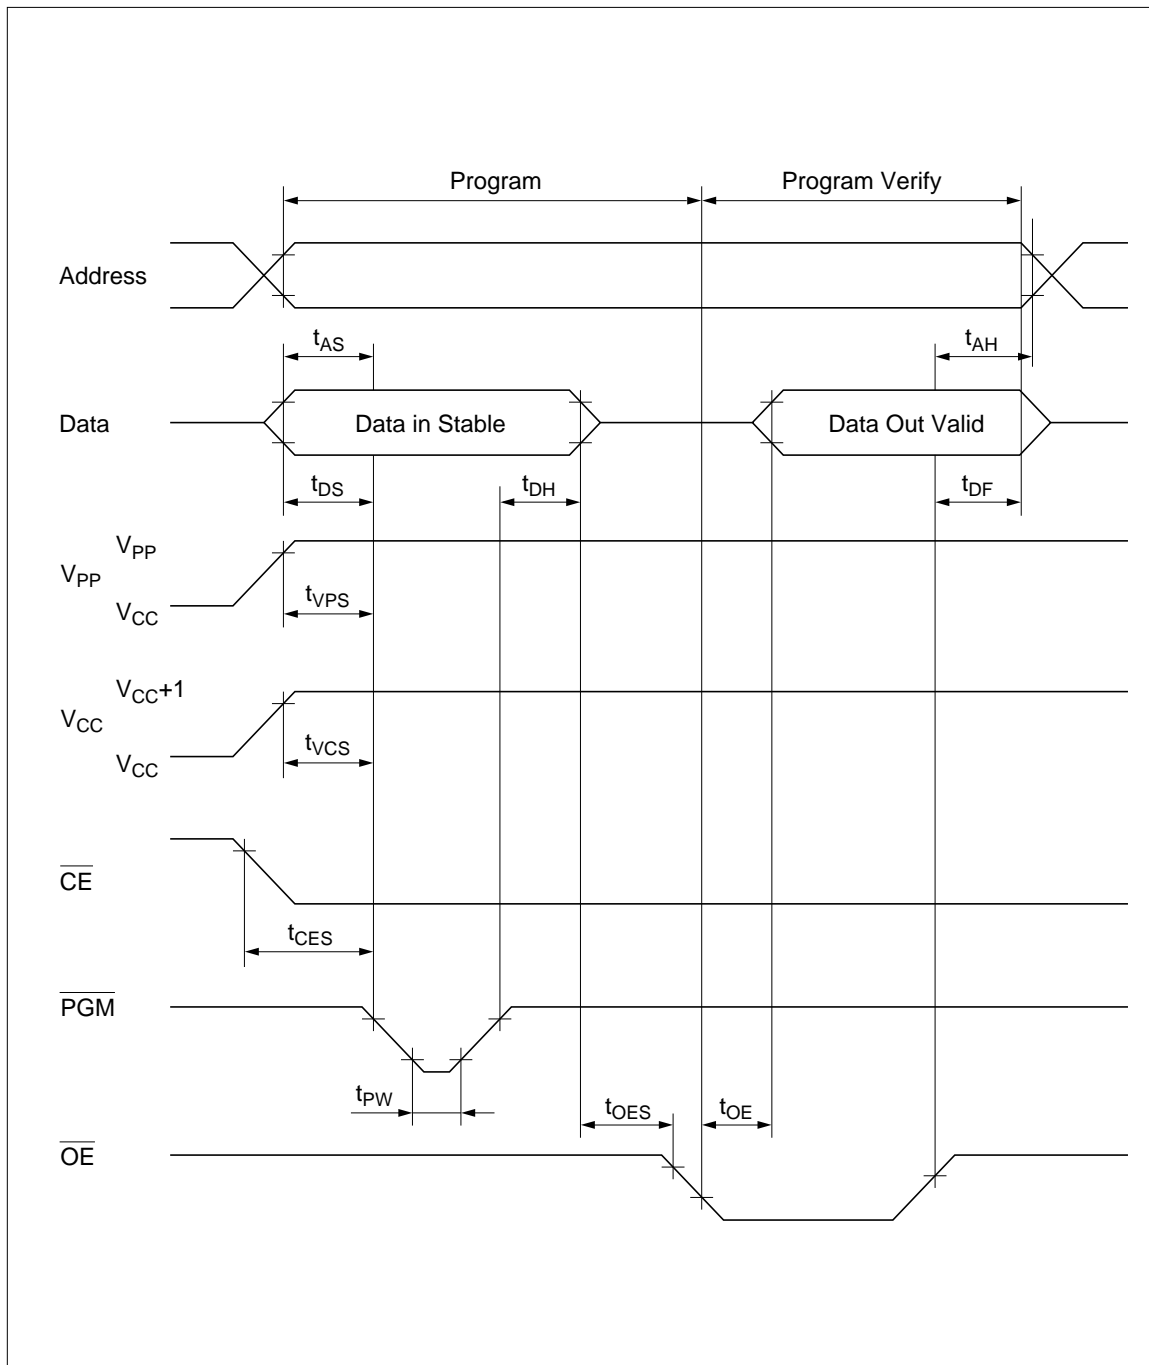 Program
Program Verify
Address
tAS
tAH
Data
Data in Stable
Data Out Valid
tDS
tDH
tDF
VPP
VPP
VCC
tVPS
VCC+1
VCC
VCC
tVCS
CE
tCES
PGM
tPW
tOES
tOE
OE